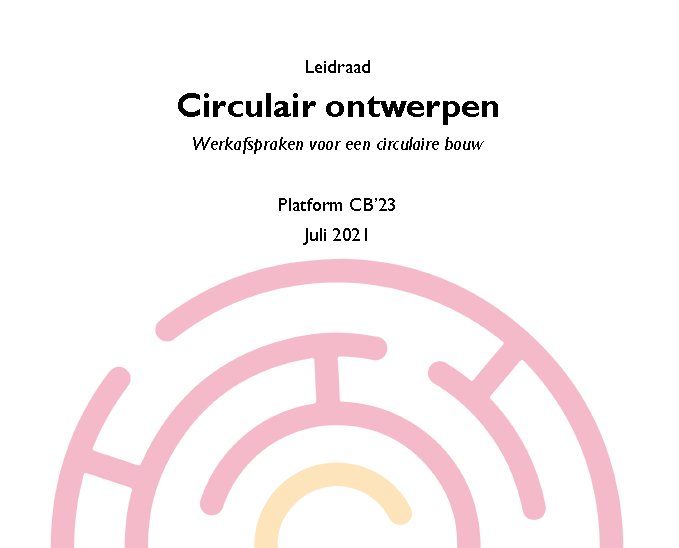 Leidraad
Circulair ontwerpen
Werkafspraken voor een circulaire bouw
Platform CB’23
Juli 2021